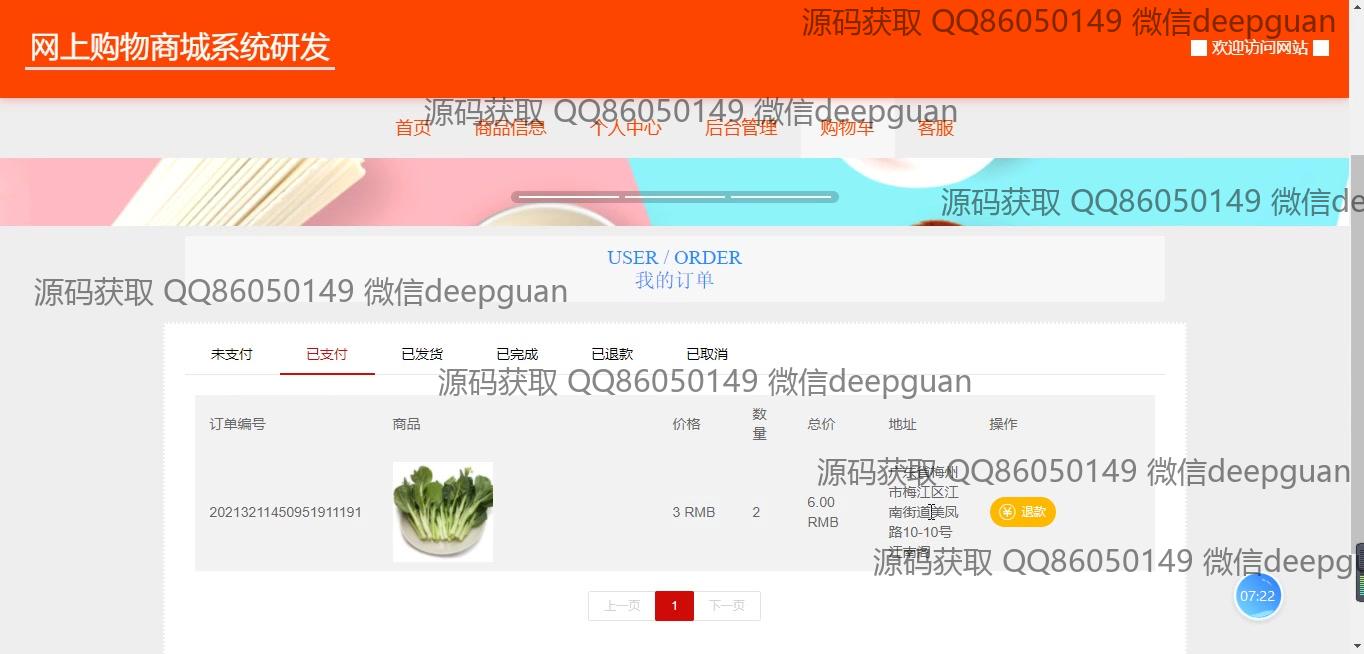 源码获取 QQ86050149 微信deepguan
网上购物商城系统研发
欢迎访问网站
源码获取 QQ86050149 微信deepguan
首页 商品信息 个人中心 后台管理 购物车 客服
源码获取 QQ86050149 微信de
USER / ORDER
我的订单
源码获取 QQ86050149 微信deepguan
未支付 已支付 已发货 已完成 已退款 已取消
源码获取 QQ86050149 微信deepguan
订单编号 商品 价格 数量 总价 地址 操作
源码获取 QQ86050149 微信deepguan
20213211450951911191 3 RMB 2 6.00 RMB
广东省梅州
市梅江区江
南街道美凤
路10-10号
江南阁
退款
源码获取 QQ86050149 微信deepg
07:22
上一页 1 下一页